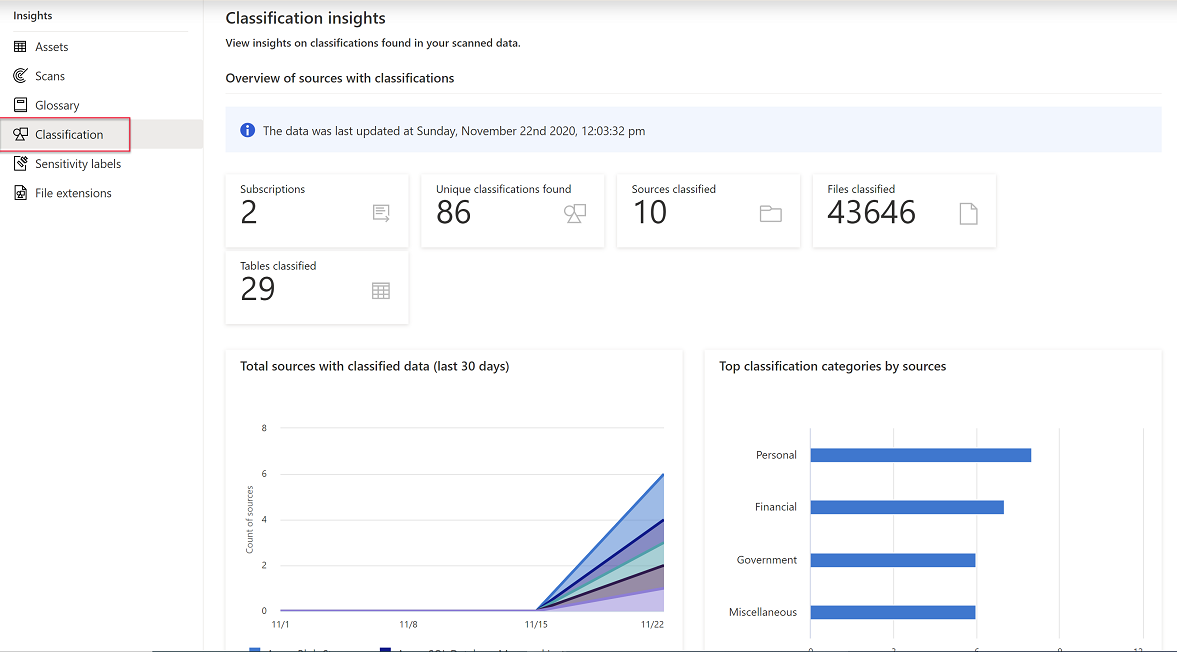 Insights
Assets
Scans
Glossary
Classification
Sensitivity labels
File extensions
Classification insights
View insights on classifications found in your scanned data.
Overview of sources with classifications
The data was last updated at Sunday, November 22nd 2020, 12:03:32 pm
Subscriptions
2
Unique classifications found
86
Sources classified
10
Files classified
43646
Tables classified
29
Total sources with classified data (last 30 days)
Count of sources
8
6
4
2
0
11/1
11/8
11/15
11/22
Top classification categories by sources
Personal
Financial
Government
Miscellaneous